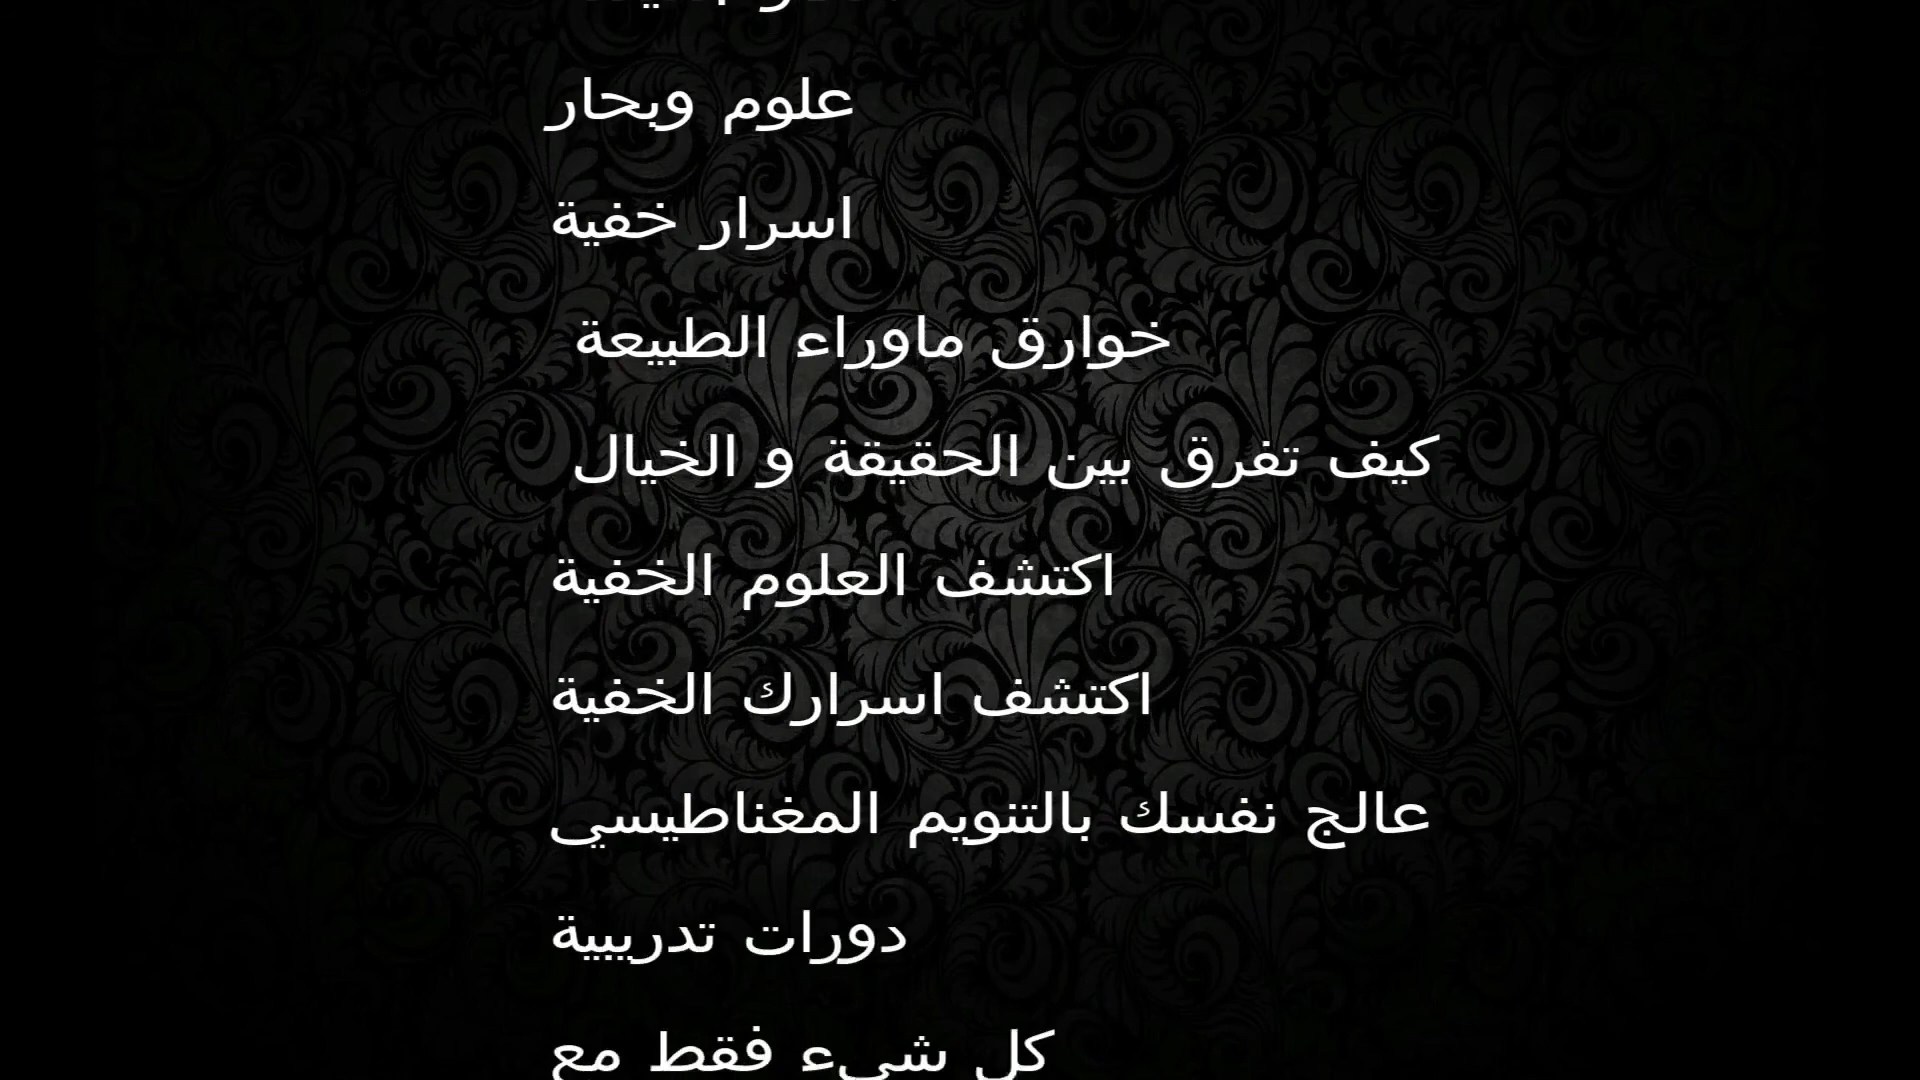 علوم وبحار
اسرار خفية
خوارق ماوراء الطبيعة
كيف تفرق بين الحقيقة و الخيال
اكتشف العلوم الخفية
اكتشف اسرارك الخفية
عالج نفسك بالتنويم المغناطيسي
دورات تدريبية
كل شيء فقط مع